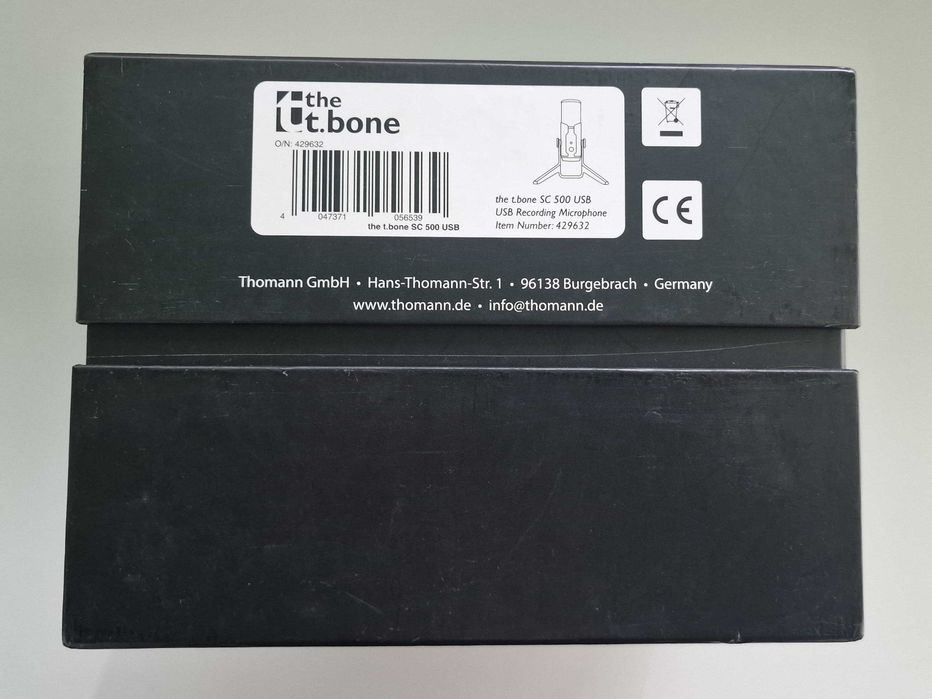 the
t.bone
O/N: 429632
4 047371 056539
the t.bone SC 500 USB
the t.bone SC 500 USB
USB Recording Microphone
Item Number: 429632
CE
Thomann GmbH • Hans-Thomann-Str. 1 • 96138 Burgebrach • Germany
www.thomann.de • info@thomann.de